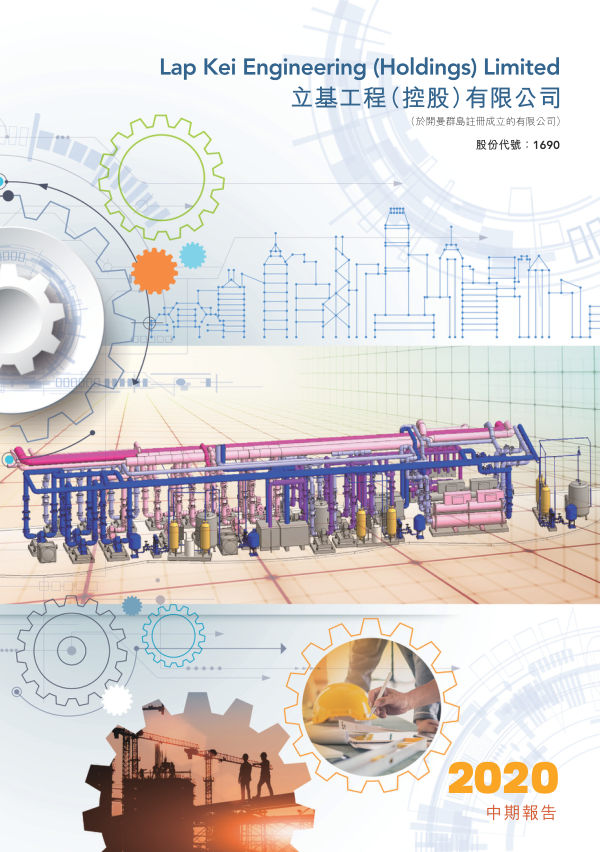 Lap Kei Engineering (Holdings) Limited
立基工程（控股）有限公司
（於開曼群島註冊成立的有限公司）
股份代號：1690
2020
中期報告